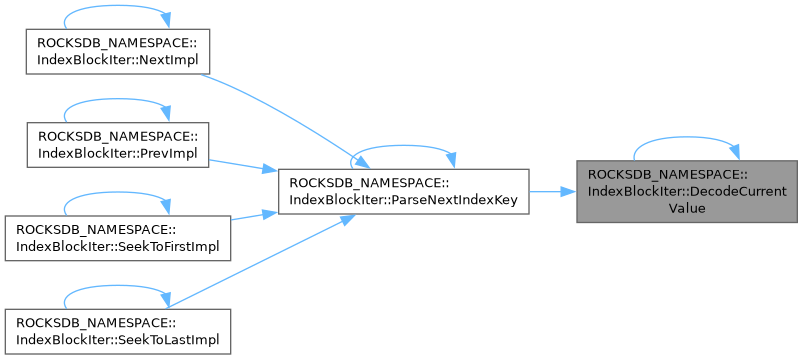 ROCKSDB_NAMESPACE::
IndexBlockIter::NextImpl
ROCKSDB_NAMESPACE::
IndexBlockIter::PrevImpl
ROCKSDB_NAMESPACE::
IndexBlockIter::SeekToFirstImpl
ROCKSDB_NAMESPACE::
IndexBlockIter::SeekToLastImpl
ROCKSDB_NAMESPACE::
IndexBlockIter::ParseNextIndexKey
ROCKSDB_NAMESPACE::
IndexBlockIter::DecodeCurrent
Value